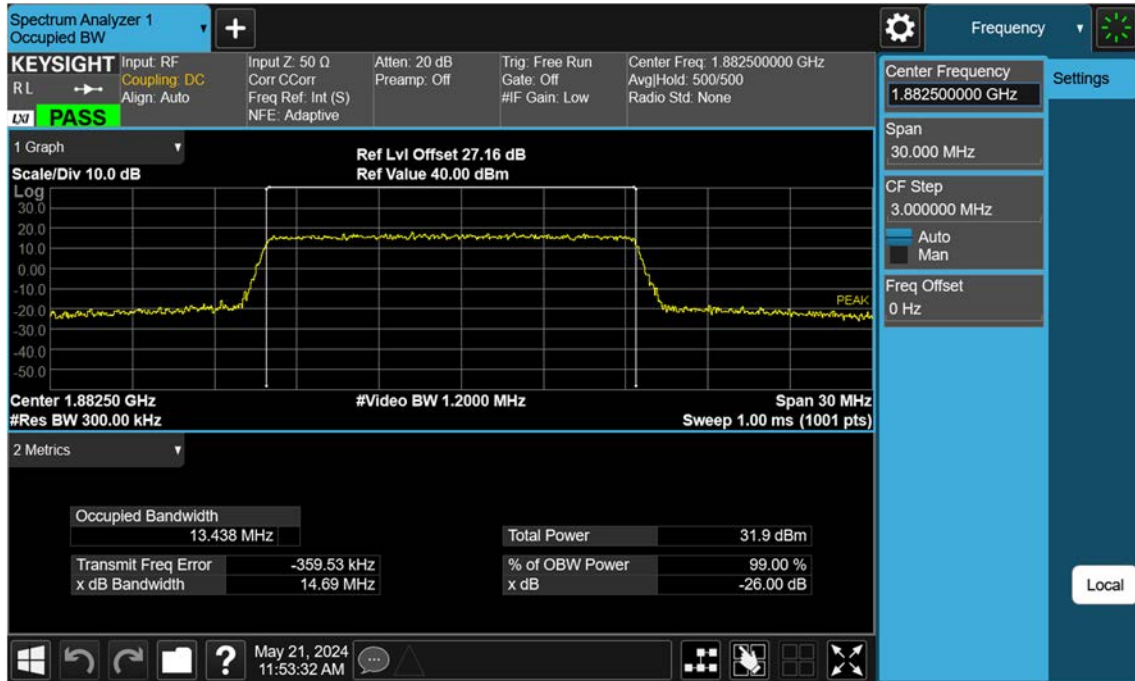 Spectrum Analyzer 1
Occupied BW
+
Frequency
KEYSIGHT
R L
LXI
PASS
Input: RF
Coupling: DC
Align: Auto
Input Z: 50 Ω
Corr CCorr
Freq Ref: Int (S)
NFE: Adaptive
Atten: 20 dB
Preamp: Off
Trig: Free Run
Gate: Off
#IF Gain: Low
Center Freq: 1.882500000 GHz
Avg|Hold: 500/500
Radio Std: None
Center Frequency
1.882500000 GHz
Settings
Span
30.000 MHz
CF Step
3.000000 MHz
Auto
Man
Freq Offset
0 Hz
Local
1 Graph
Scale/Div 10.0 dB
Ref Lvl Offset 27.16 dB
Ref Value 40.00 dBm
Log
30.0
20.0
10.0
0.00
-10.0
-20.0
-30.0
-40.0
-50.0
PEAK
Center 1.88250 GHz
#Video BW 1.2000 MHz
Span 30 MHz
#Res BW 300.00 kHz
Sweep 1.00 ms (1001 pts)
2 Metrics
Occupied Bandwidth
13.438 MHz
Total Power 31.9 dBm
Transmit Freq Error -359.53 kHz
% of OBW Power 99.00 %
x dB Bandwidth 14.69 MHz
x dB -26.00 dB
?
May 21, 2024
11:53:32 AM